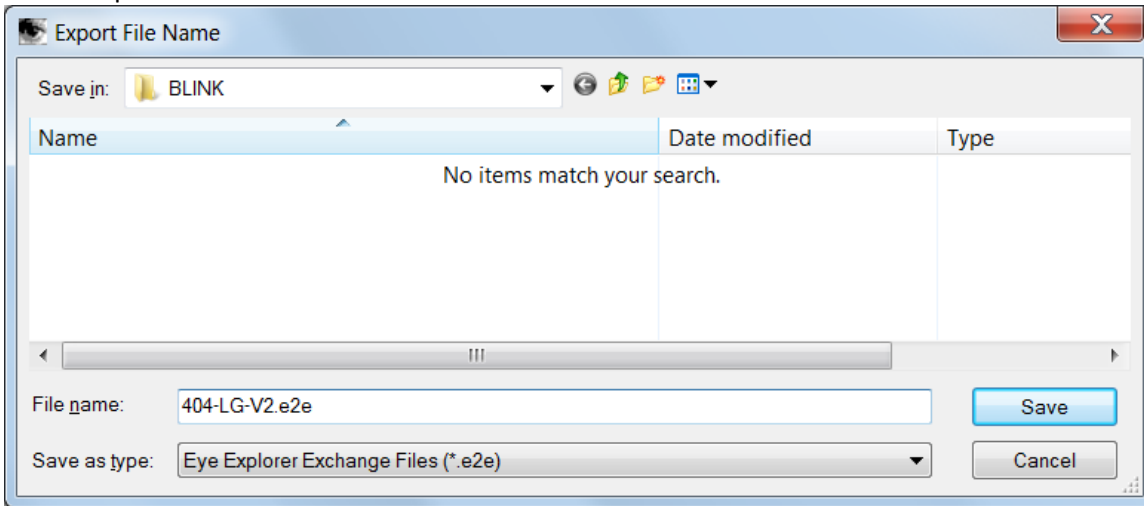 Export File Name
Save in: BLINK
Name Date modified Type
No items match your search.
File name: 404-LG-V2.e2e Save
Save as type: Eye Explorer Exchange Files (*.e2e) Cancel